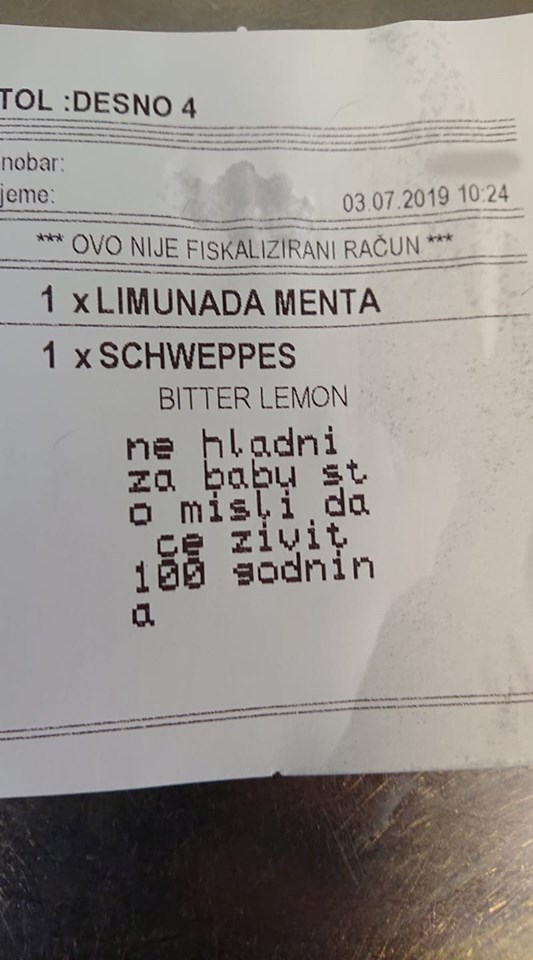 TOL :DESNO 4
nobar:
jeme:
03.07.2019 10:24
*** OVO NIJE FISKALIZIRANI RAČUN ***
1 x LIMUNADA MENTA
1 x SCHWEPPES
BITTER LEMON
ne hladni
za babu st
o misli da
ce zivit
100 godnin
a